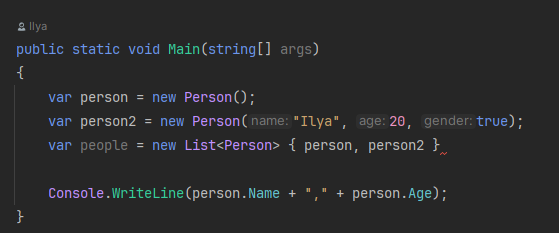 Ilya
public static void Main(string[] args)
{
    var person = new Person();
    var person2 = new Person(name:"Ilya", age:20, gender:true);
    var people = new List<Person> { person, person2 }
    Console.WriteLine(person.Name + "," + person.Age);
}